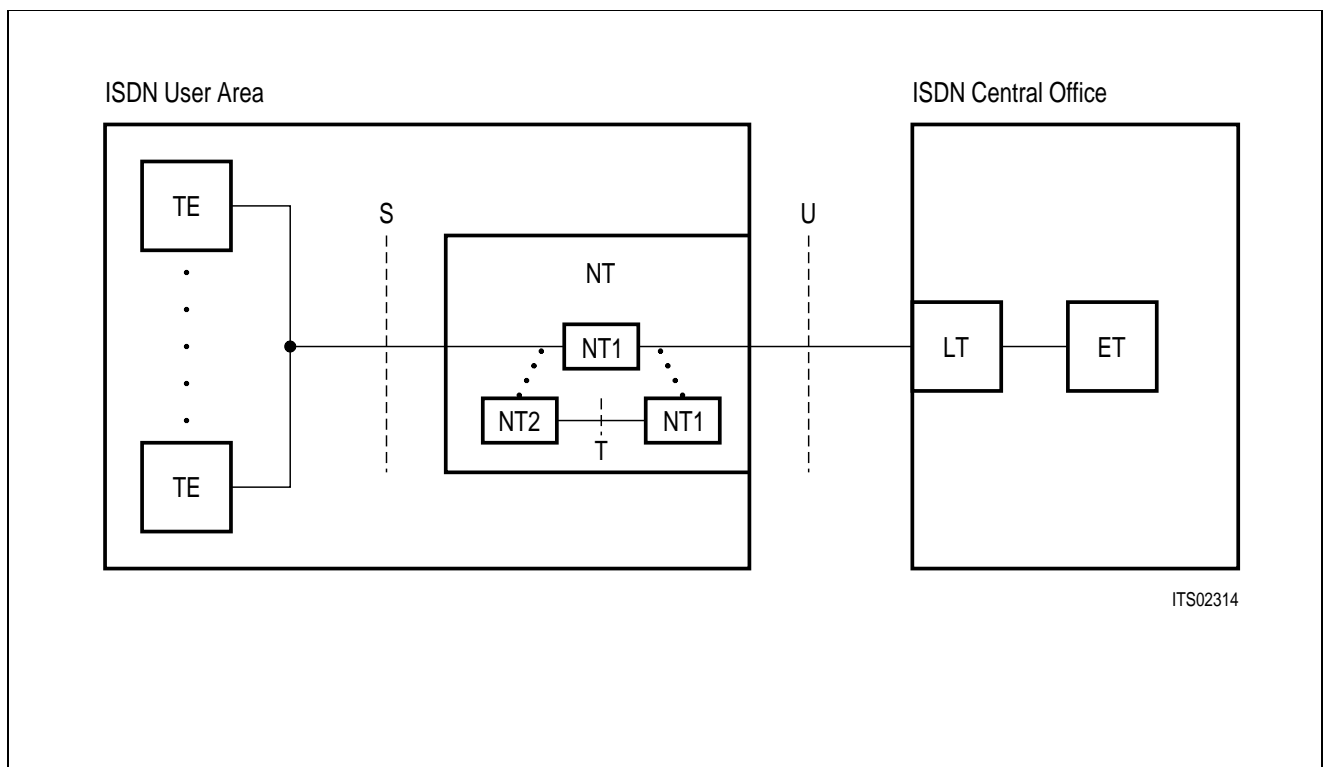 ISDN User Area
ISDN Central Office
TE
S
U
NT
NT1
LT
ET
NT2
NT1
T
TE
ITS02314